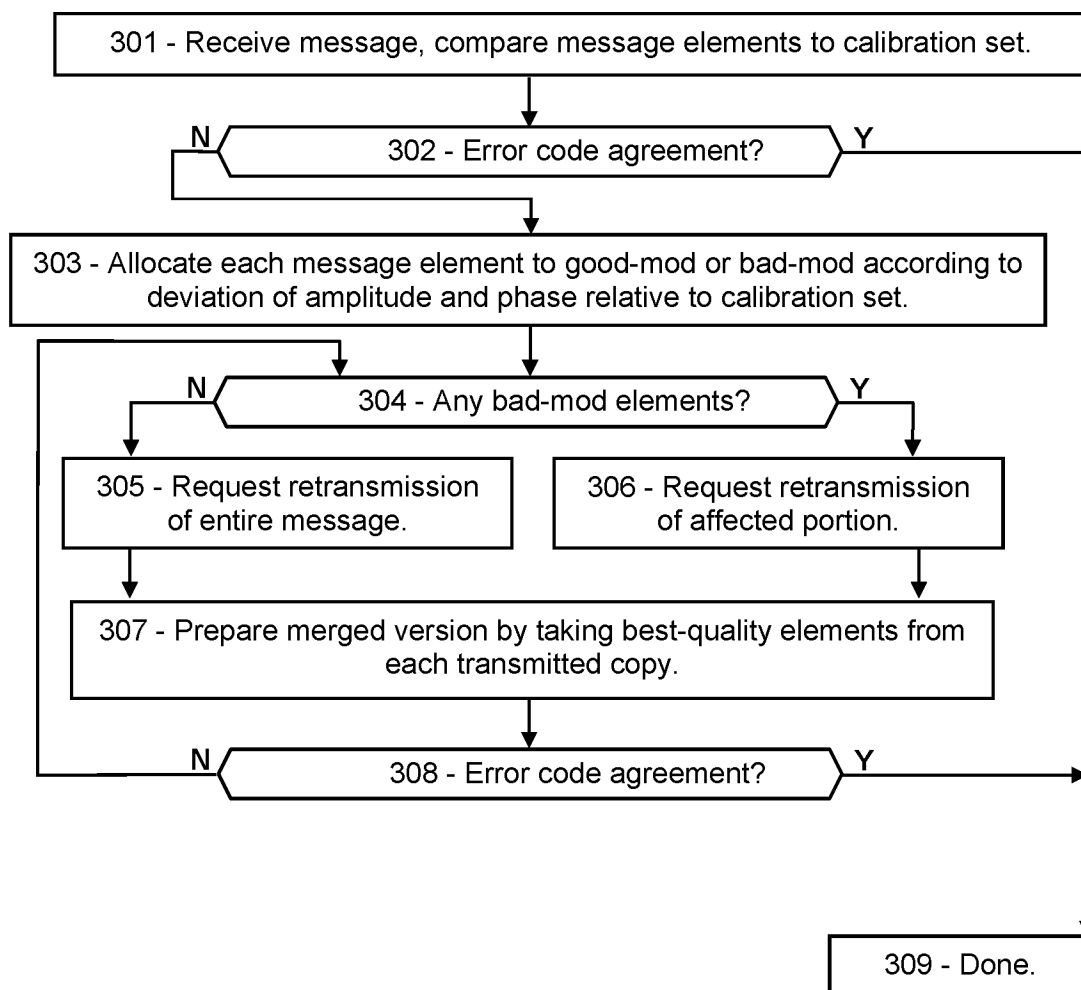 301 - Receive message, compare message elements to calibration set.
N
302 - Error code agreement?
Y
303 - Allocate each message element to good-mod or bad-mod according to
deviation of amplitude and phase relative to calibration set.
N
304 - Any bad-mod elements?
Y
305 - Request retransmission
of entire message.
306 - Request retransmission
of affected portion.
307 - Prepare merged version by taking best-quality elements from
each transmitted copy.
N
308 - Error code agreement?
Y
309 - Done.